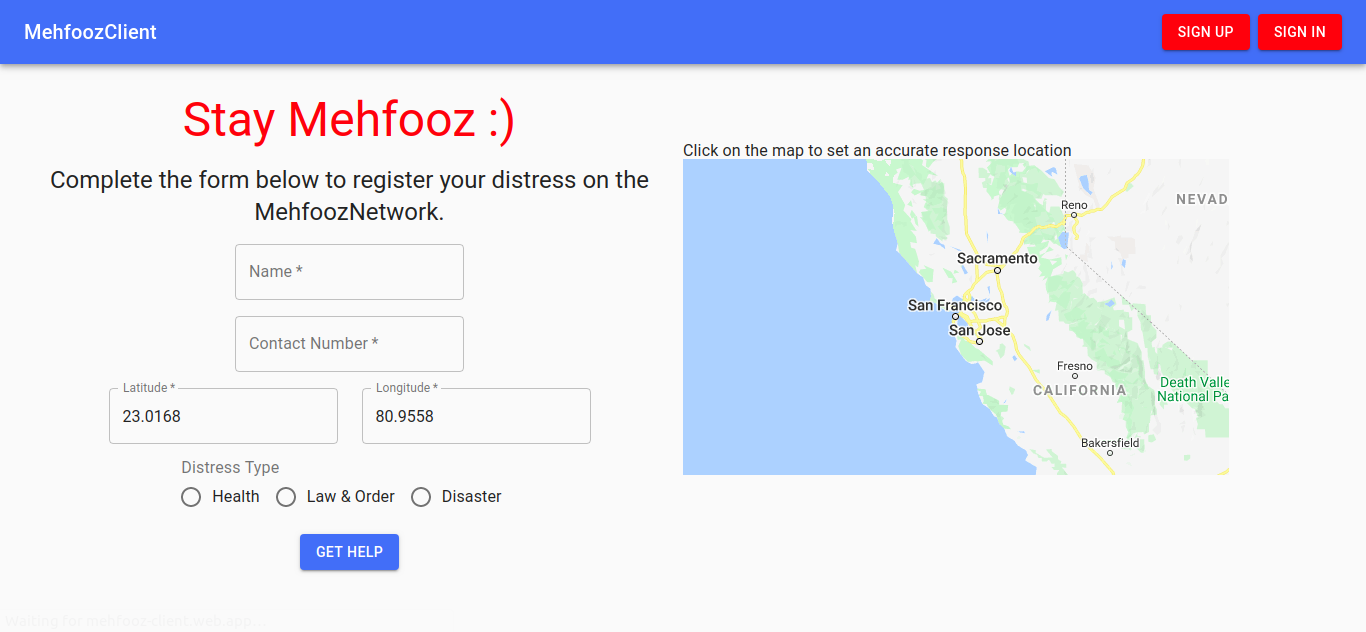 MehfoozClient
SIGN UP
SIGN IN
Stay Mehfooz :)
Complete the form below to register your distress on the
MehfoozNetwork.
Name *
Contact Number *
Latitude *
23.0168
Longitude *
80.9558
Distress Type
Health
Law & Order
Disaster
GET HELP
Click on the map to set an accurate response location
Reno
NEVAD
Sacramento
San Francisco
San Jose
Fresno
CALIFORNIA
Death Valle
National Pa
Bakersfield
Waiting for mehfooz-client.web.app...